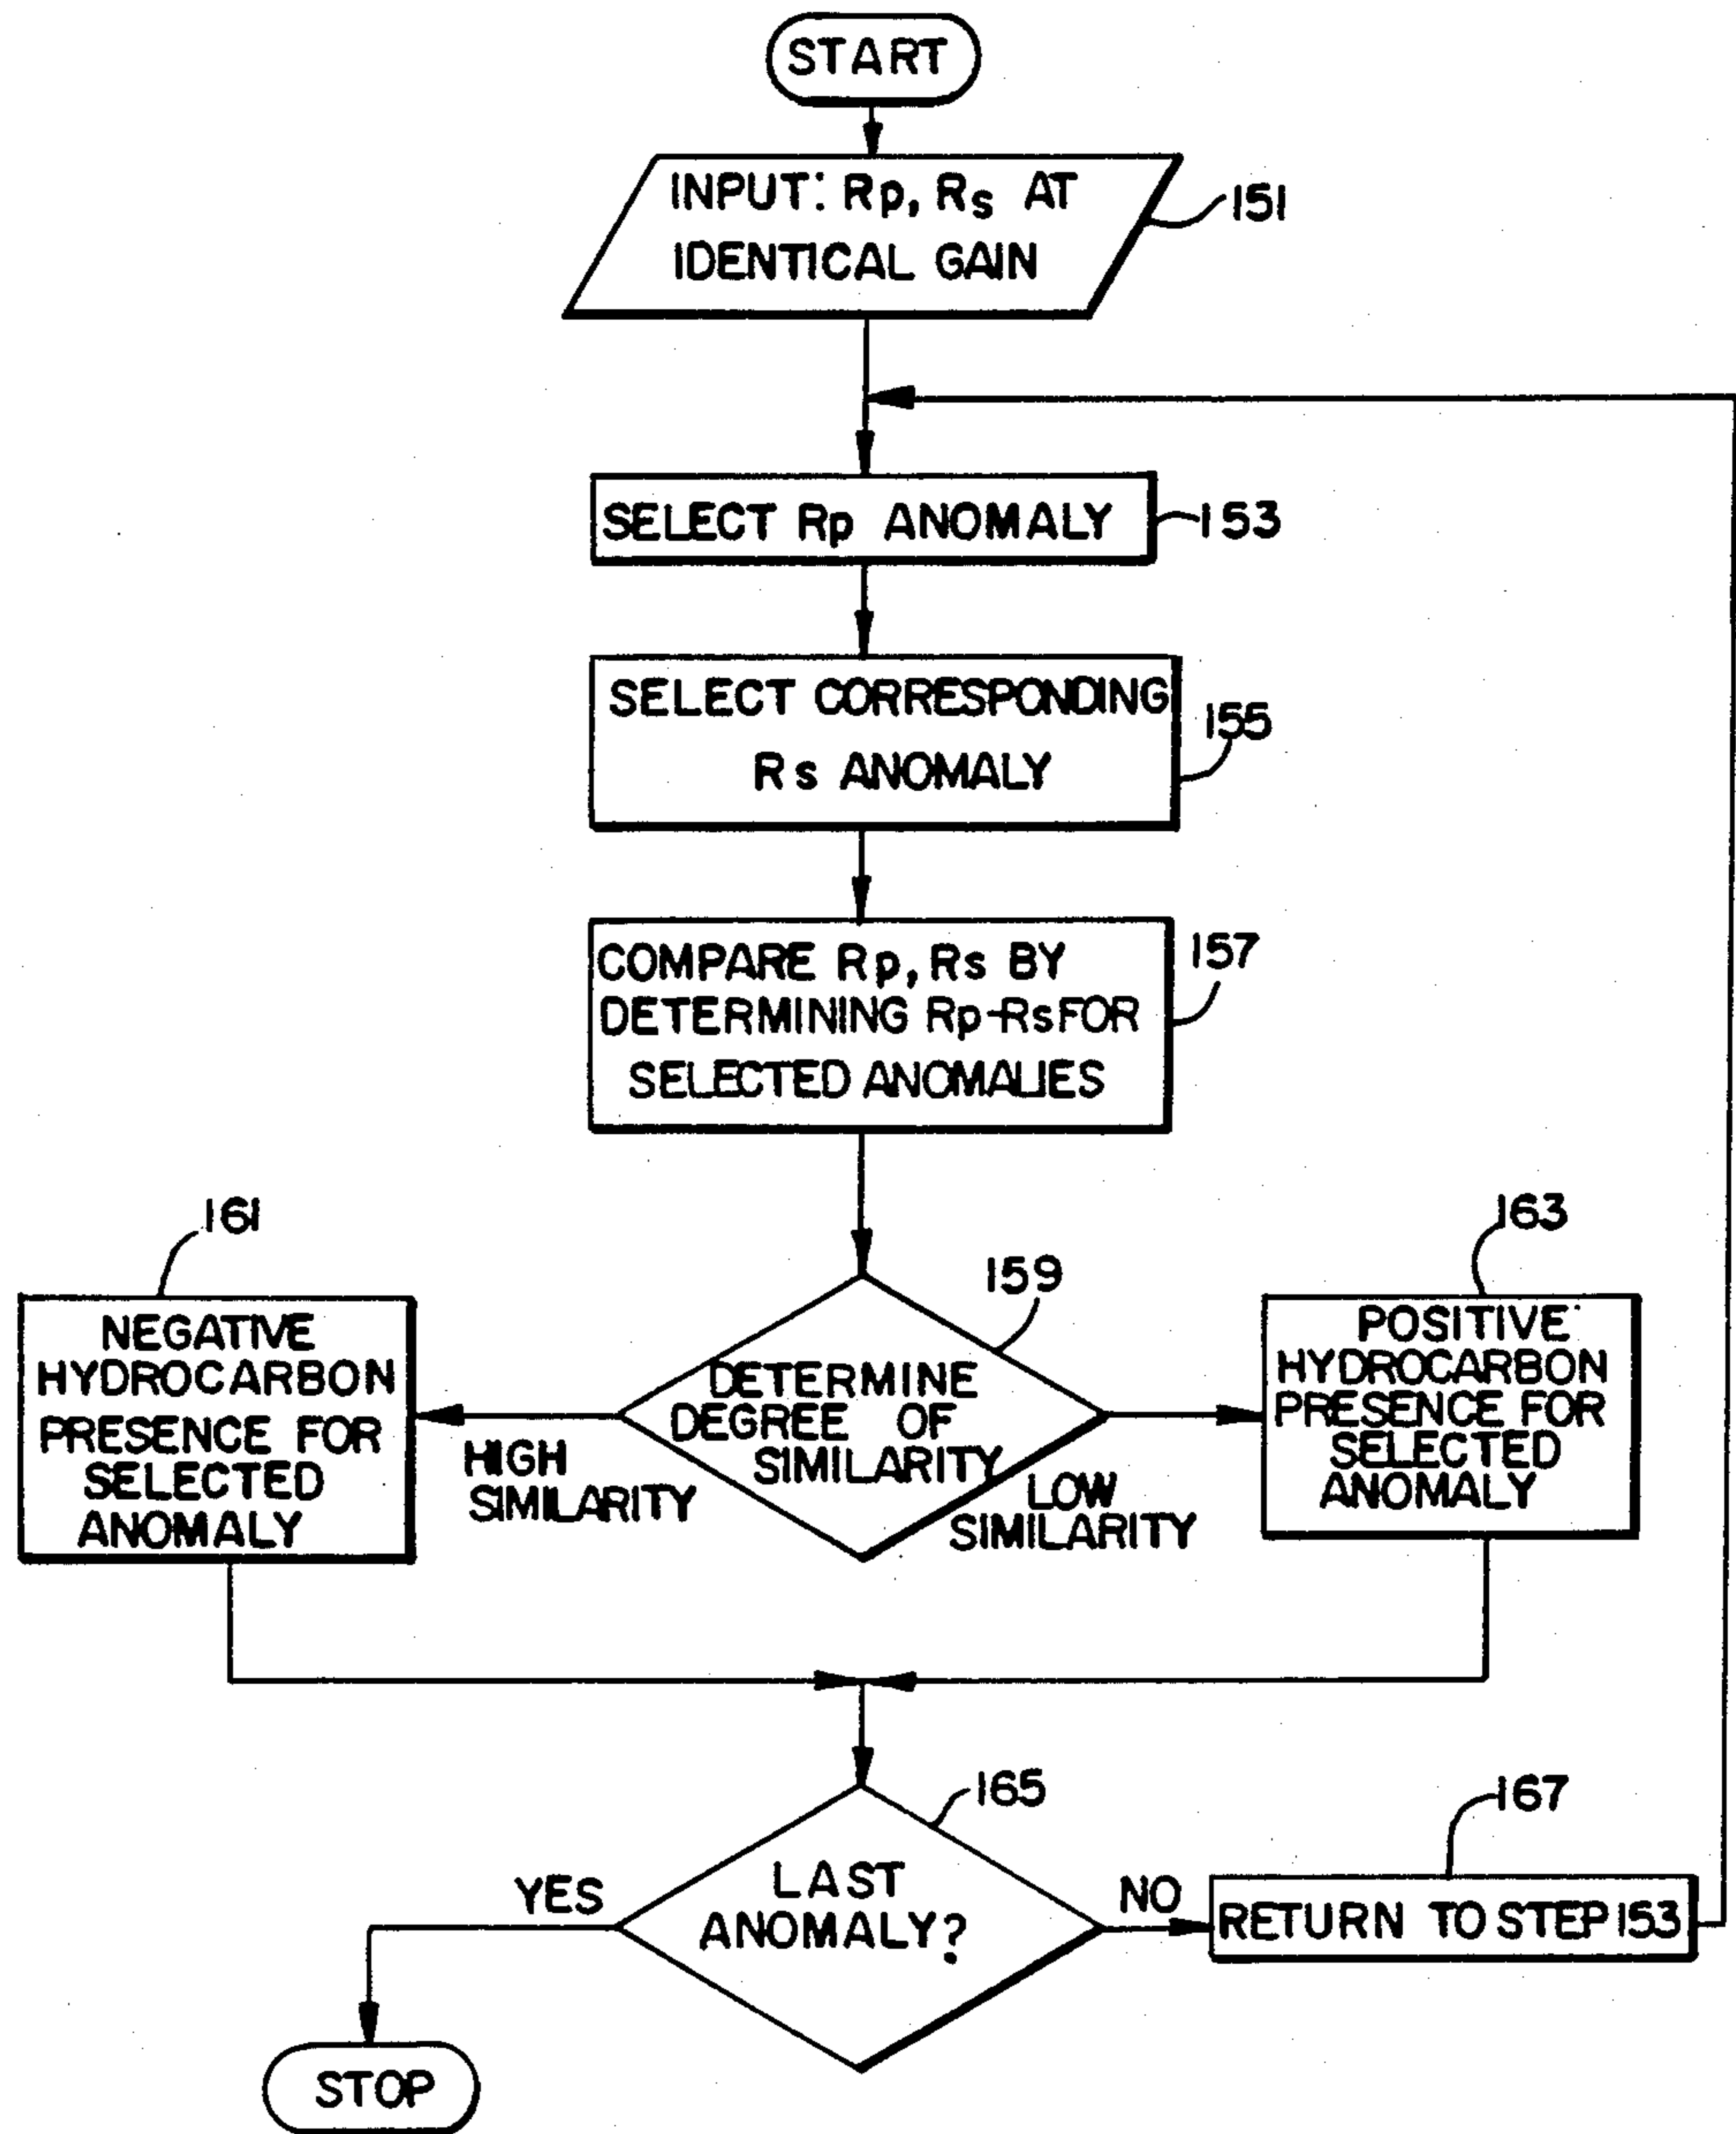 START
INPUT: Rp, Rs AT
IDENTICAL GAIN
151
SELECT Rp ANOMALY
153
SELECT CORRESPONDING
Rs ANOMALY
155
COMPARE Rp, Rs BY
DETERMINING Rp-Rs FOR
SELECTED ANOMALIES
157
161
NEGATIVE
HYDROCARBON
PRESENCE FOR
SELECTED
ANOMALY
159
DETERMINE
DEGREE OF
SIMILARITY
HIGH
SIMILARITY
LOW
SIMILARITY
163
POSITIVE
HYDROCARBON
PRESENCE FOR
SELECTED
ANOMALY
165
LAST
ANOMALY?
YES
NO
167
RETURN TO STEP 153
STOP